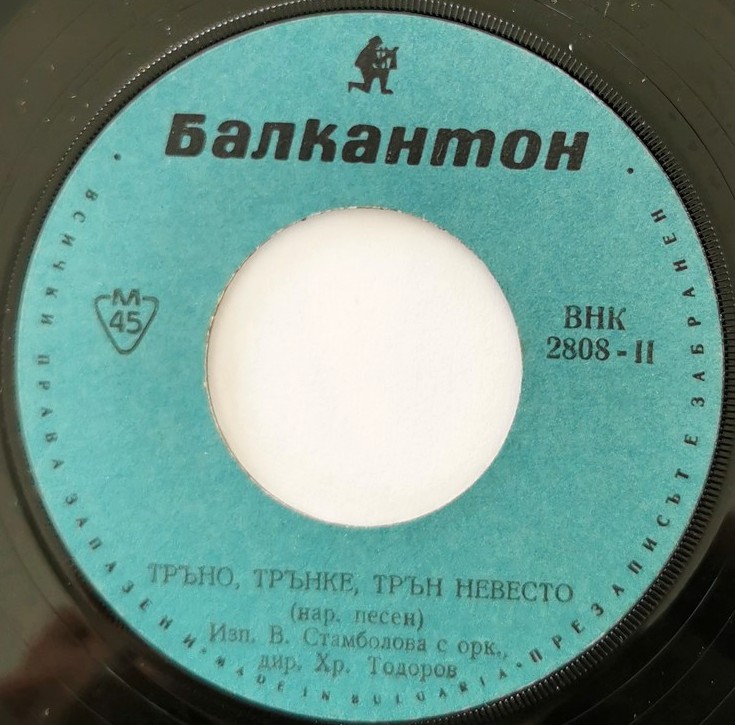 Балкантон
М
45
ВНК
2808-II
ТРЪНО, ТРЪНКЕ, ТРЪН НЕВЕСТО
(нар. песен)
Изп. В. Стамболова с орк.,
дир. Хр. Тодоров
ВСИЧКИ ПРАВА ЗАПАЗЕНИ • MADE IN BULGARIA • ПРЕЗАПИСЪТ Е ЗАБРАНЕН